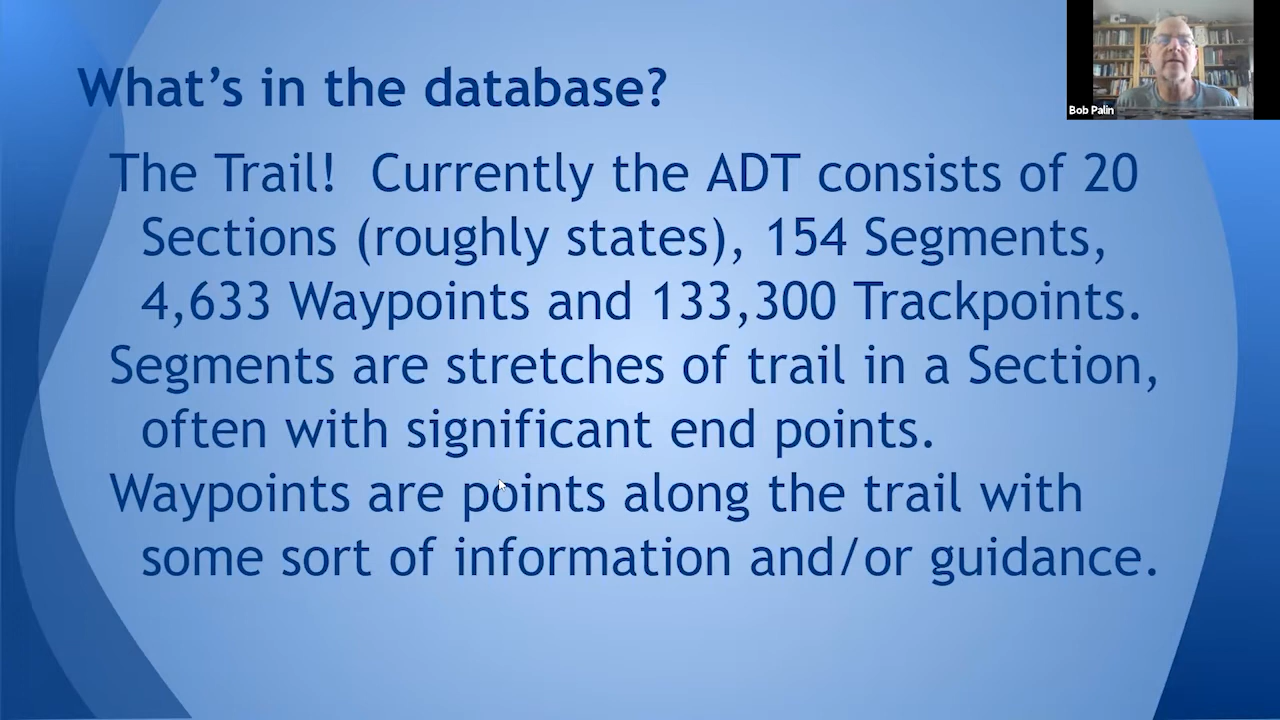 What's in the database?
Bob Palin
The Trail!  Currently the ADT consists of 20
Sections (roughly states), 154 Segments,
4,633 Waypoints and 133,300 Trackpoints.
Segments are stretches of trail in a Section,
often with significant end points.
Waypoints are points along the trail with
some sort of information and/or guidance.